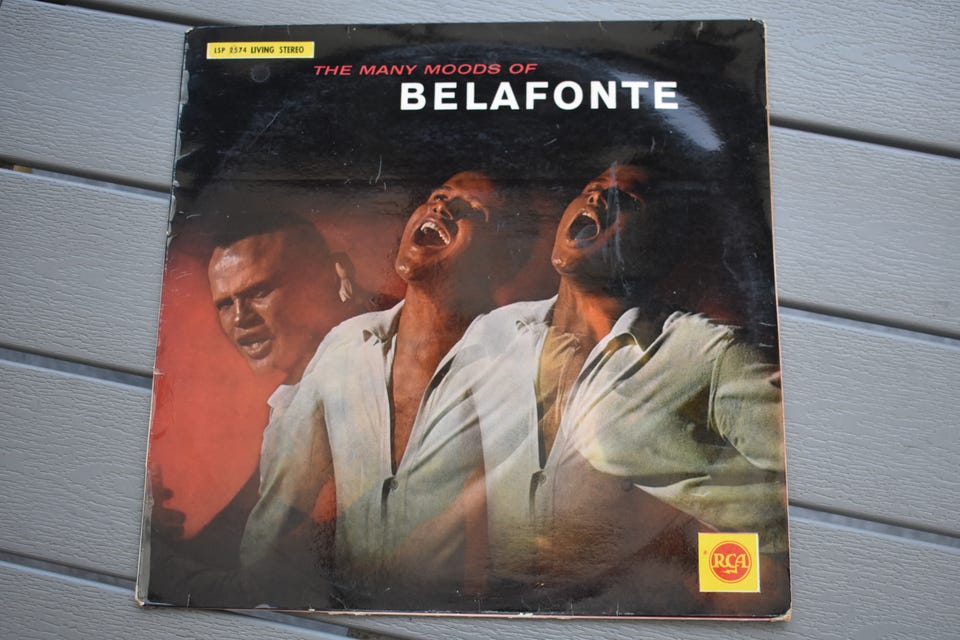 LSP 2574 LIVING STEREO
THE MANY MOODS OF
BELAFONTE
RCA